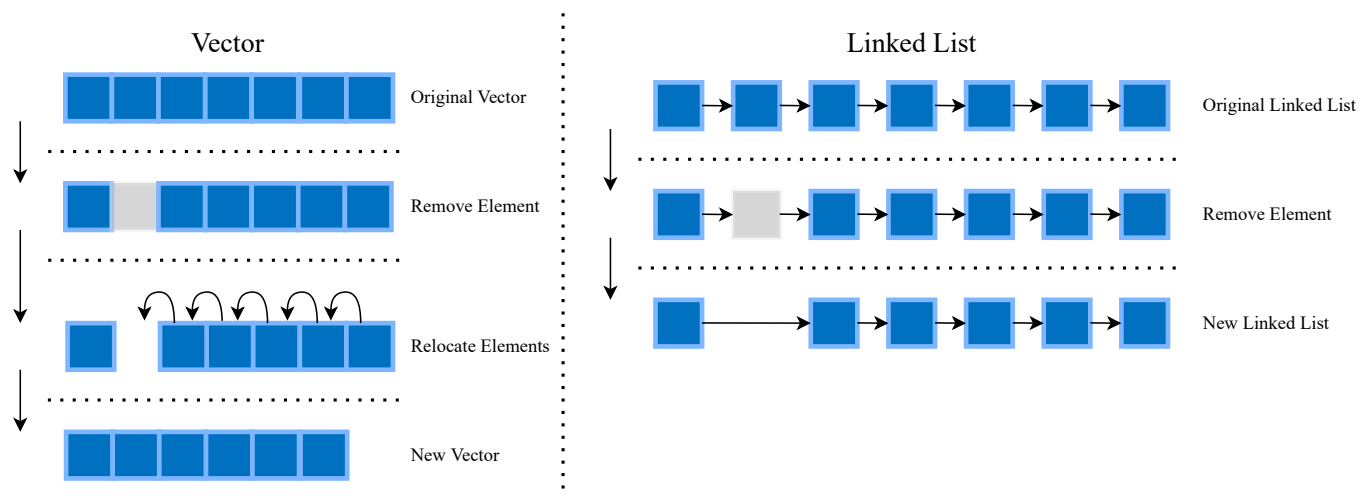 Vector
Original Vector
Remove Element
Relocate Elements
New Vector
Linked List
Original Linked List
Remove Element
New Linked List